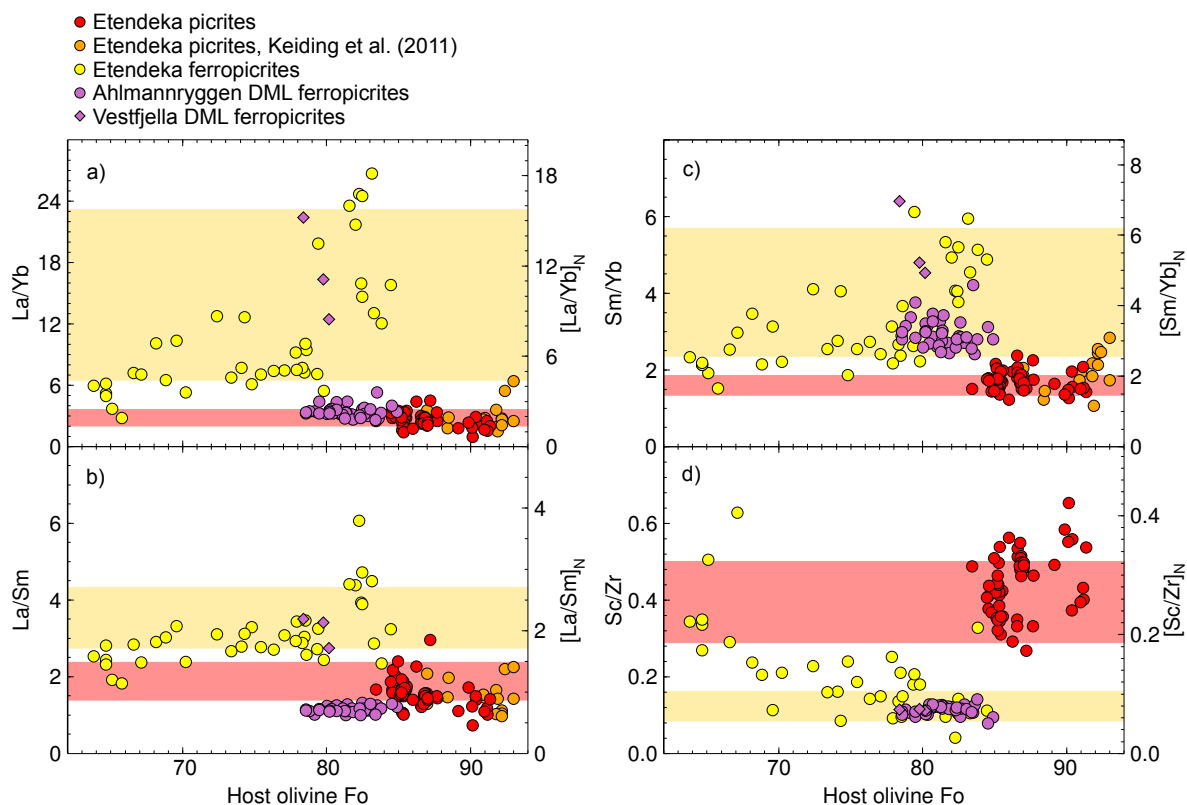 Etendeka picrites
Etendeka picrites, Keiding et al. (2011)
Etendeka ferropicrites
Ahlmannryggen DML ferropicrites
Vestfjella DML ferropicrites
a)
La/Yb
0
6
12
18
24
[La/Yb]N
0
6
12
18
b)
La/Sm
0
2
4
6
[La/Sm]N
0
2
4
70
80
90
Host olivine Fo
c)
Sm/Yb
0
2
4
6
[Sm/Yb]N
0
2
4
6
8
d)
Sc/Zr
0.0
0.2
0.4
0.6
[Sc/Zr]N
0.0
0.2
0.4
70
80
90
Host olivine Fo